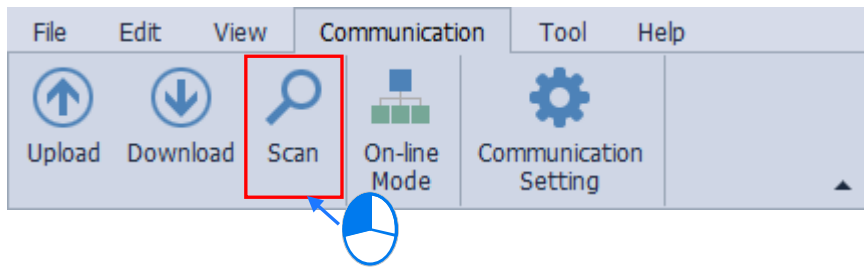 File Edit View Communication Tool Help
Upload Download Scan On-line Communication
Mode Setting